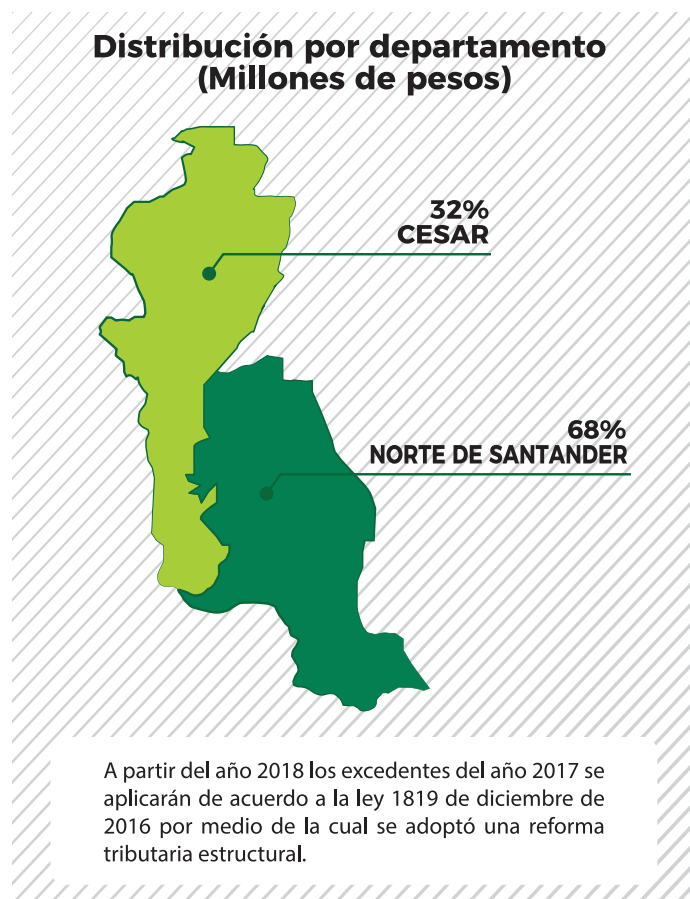 Distribución por departamento
(Millones de pesos)
32%
CESAR
68%
NORTE DE SANTANDER
A partir del año 2018 los excedentes del año 2017 se
aplicarán de acuerdo a la ley 1819 de diciembre de
2016 por medio de la cual se adoptó una reforma
tributaria estructural.